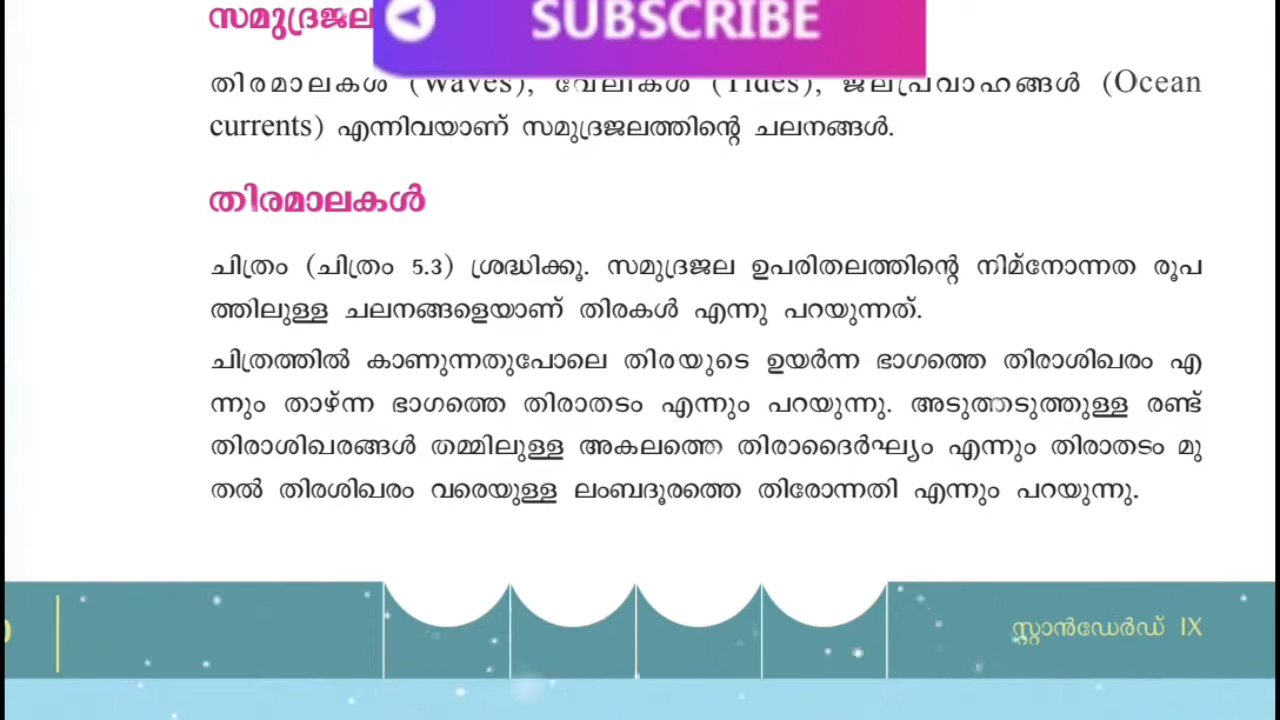 സമുദ്രജല
SUBSCRIBE
തിരമാലകൾ (Waves), വേലികൾ (Tides), ജലപ്രവാഹങ്ങൾ (Ocean
currents) എന്നിവയാണ് സമുദ്രജലത്തിന്റെ ചലനങ്ങൾ.
തിരമാലകൾ
ചിത്രം (ചിത്രം 5.3) ശ്രദ്ധിക്കൂ. സമുദ്രജല ഉപരിതലത്തിന്റെ നിമ്നോന്നത രൂപ
ത്തിലുള്ള ചലനങ്ങളെയാണ് തിരകൾ എന്നു പറയുന്നത്.
ചിത്രത്തിൽ കാണുന്നതുപോലെ തിരയുടെ ഉയർന്ന ഭാഗത്തെ തിരാശിഖരം എ
ന്നും താഴ്ന്ന ഭാഗത്തെ തിരാതടം എന്നും പറയുന്നു. അടുത്തടുത്തുള്ള രണ്ട്
തിരാശിഖരങ്ങൾ തമ്മിലുള്ള അകലത്തെ തിരാദൈർഘ്യം എന്നും തിരാതടം മു
തൽ തിരശിഖരം വരെയുള്ള ലംബദൂരത്തെ തിരോന്നതി എന്നും പറയുന്നു.
സ്റ്റാൻഡേർഡ് IX